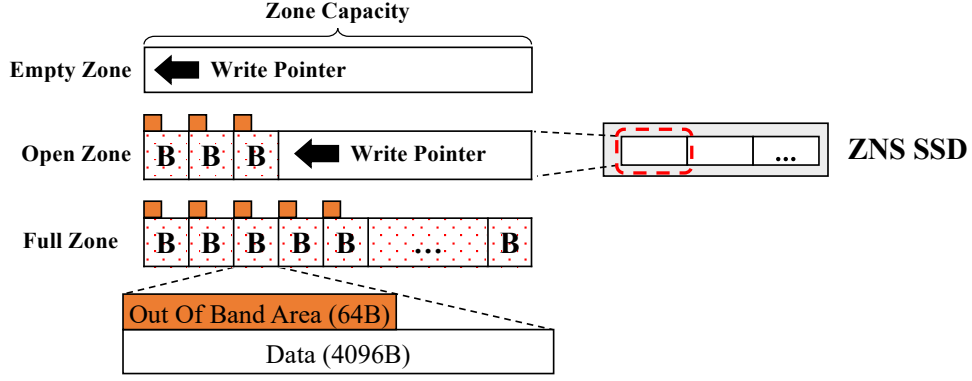 Zone Capacity
Empty Zone
Write Pointer
Open Zone
B B B
Write Pointer
...
ZNS SSD
Full Zone
B B B B B ... B
Out Of Band Area (64B)
Data (4096B)